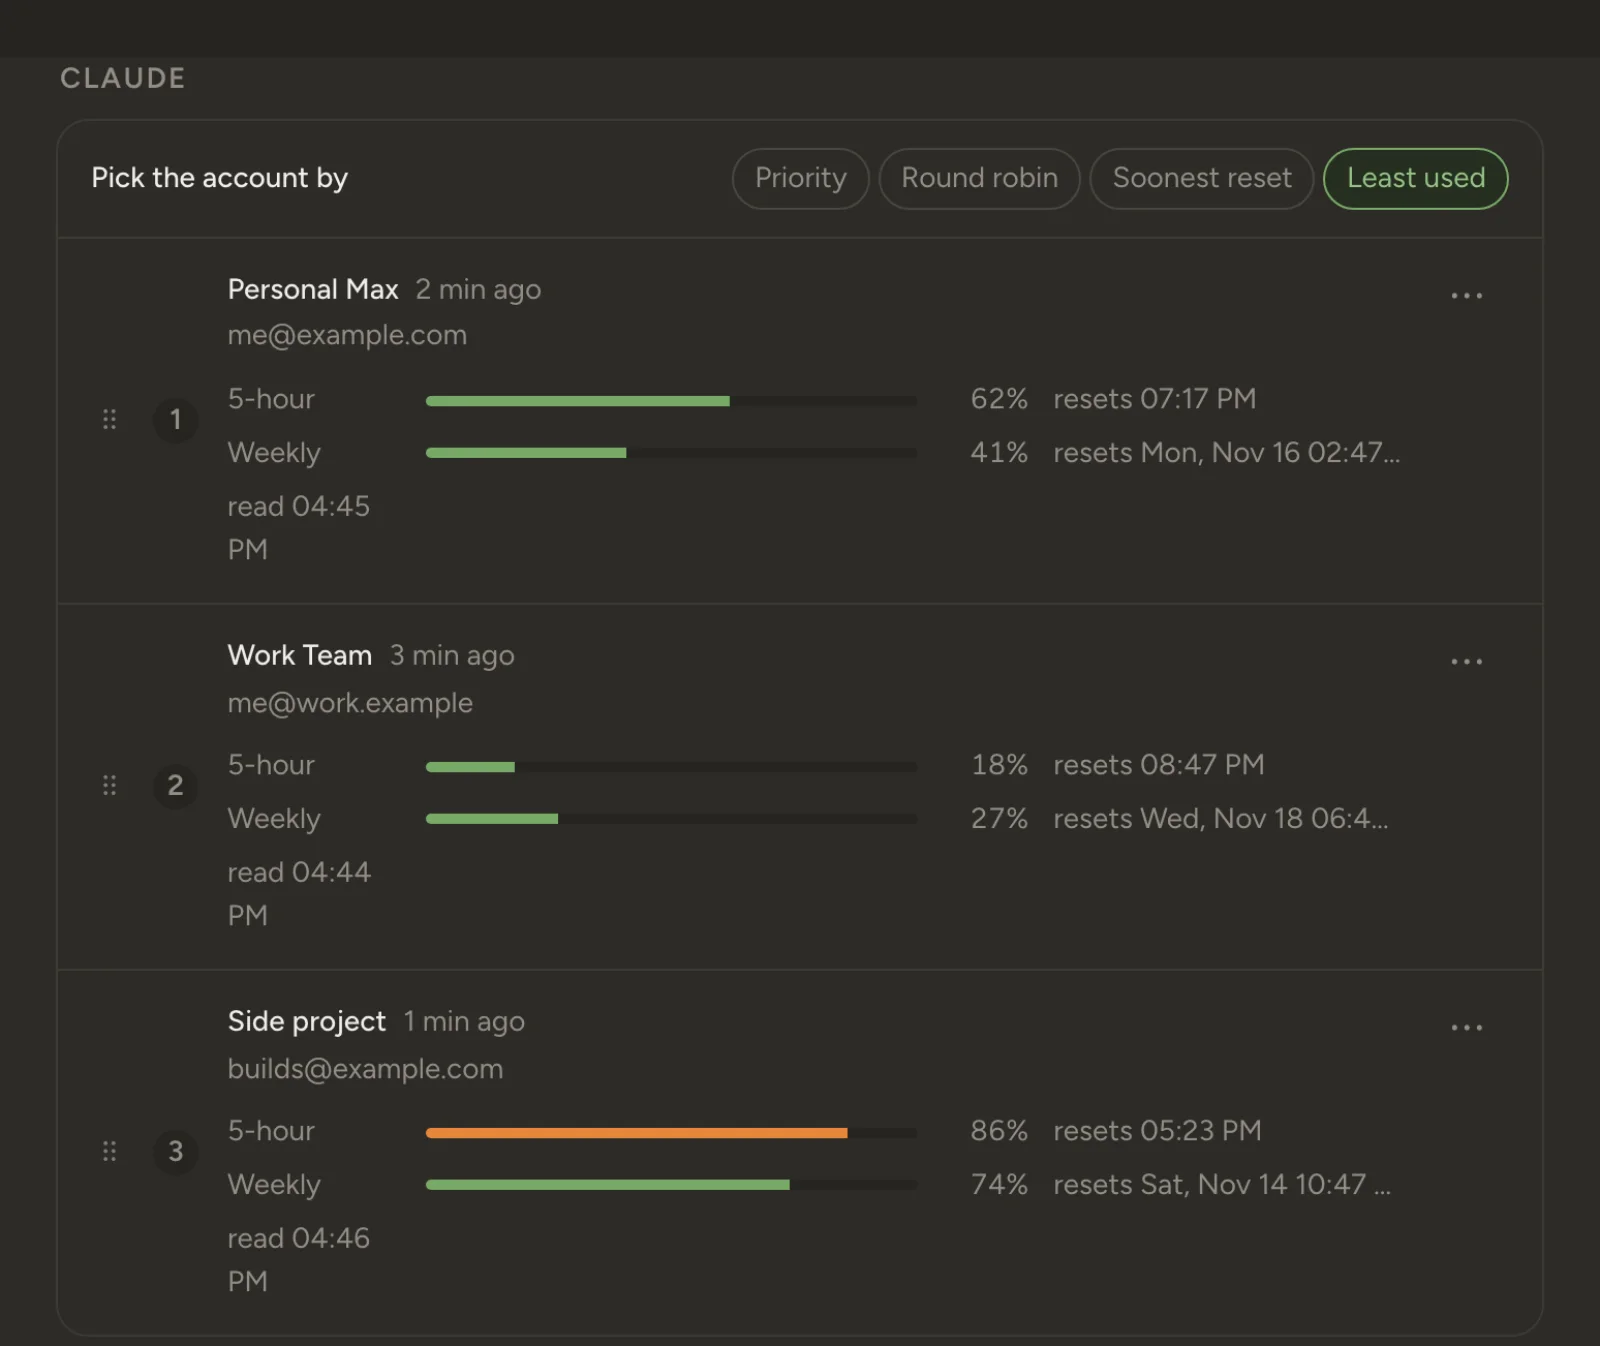 CLAUDE
Pick the account by Priority Round robin Soonest reset Least used
Personal Max 2 min ago ...
me@example.com
1
5-hour 62% resets 07:17 PM
Weekly 41% resets Mon, Nov 16 02:47...
read 04:45
PM
Work Team 3 min ago ...
me@work.example
2
5-hour 18% resets 08:47 PM
Weekly 27% resets Wed, Nov 18 06:4...
read 04:44
PM
Side project 1 min ago ...
builds@example.com
3
5-hour 86% resets 05:23 PM
Weekly 74% resets Sat, Nov 14 10:47 ...
read 04:46
PM